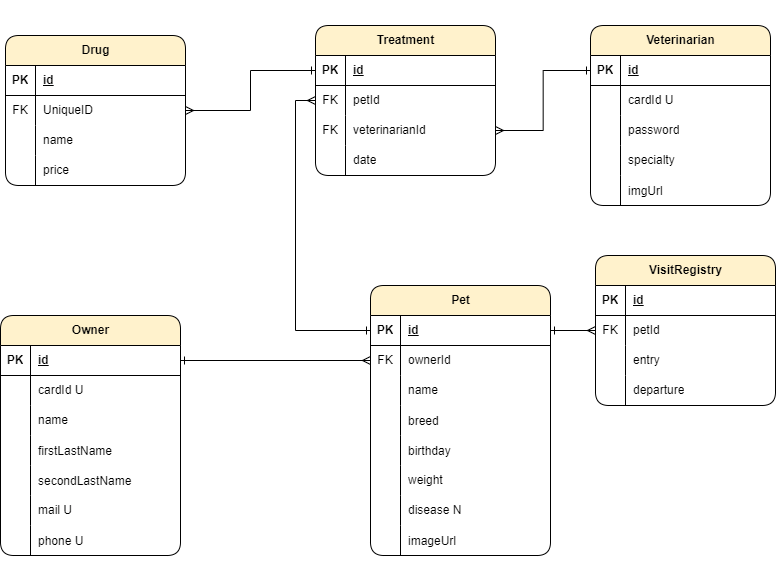 Drug
PK id
FK UniqueID
name
price
Treatment
PK id
FK petId
FK veterinarianId
date
Veterinarian
PK id
cardId U
password
specialty
imgUrl
Owner
PK id
cardId U
name
firstLastName
secondLastName
mail U
phone U
Pet
PK id
FK ownerId
name
breed
birthday
weight
disease N
imageUrl
VisitRegistry
PK id
FK petId
entry
departure